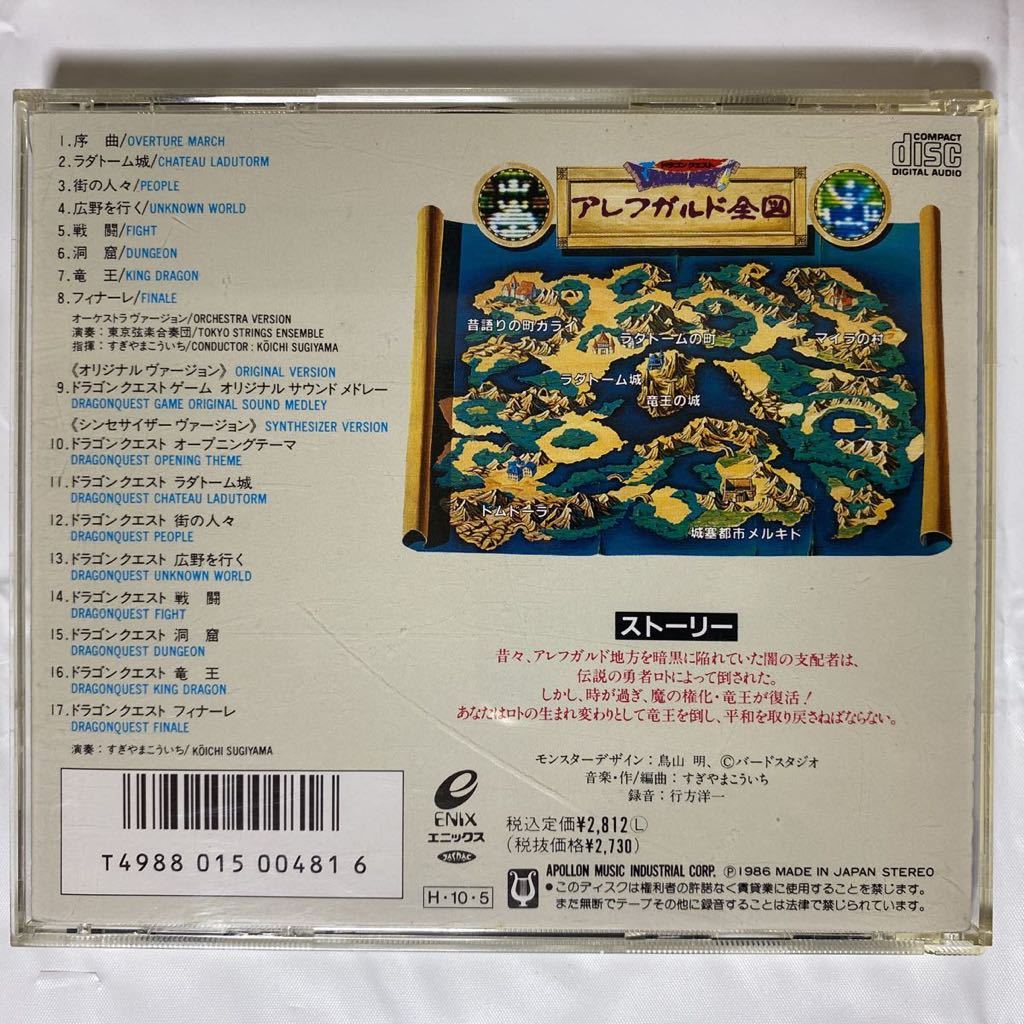 1.序　曲/OVERTURE MARCH
2.ラダトーム城/CHATEAU LADUTORM
3.街の人々/PEOPLE
4.広野を行く/UNKNOWN WORLD
5.戦　闘/FIGHT
6.洞　窟/DUNGEON
7.竜　王/KING DRAGON
8.フィナーレ/FINALE
オーケストラ ヴァージョン/ORCHESTRA VERSION
演奏：東京弦楽合奏団/TOKYO STRINGS ENSEMBLE
指揮：すぎやまこういち/CONDUCTOR：KŌICHI SUGIYAMA
《オリジナル ヴァージョン》 ORIGINAL VERSION
9.ドラゴンクエストゲーム オリジナル サウンド メドレー
DRAGONQUEST GAME ORIGINAL SOUND MEDLEY
《シンセサイザー ヴァージョン》 SYNTHESIZER VERSION
10.ドラゴンクエスト オープニングテーマ
DRAGONQUEST OPENING THEME
11.ドラゴンクエスト ラダトーム城
DRAGONQUEST CHATEAU LADUTORM
12.ドラゴンクエスト 街の人々
DRAGONQUEST PEOPLE
13.ドラゴンクエスト 広野を行く
DRAGONQUEST UNKNOWN WORLD
14.ドラゴンクエスト 戦　闘
DRAGONQUEST FIGHT
15.ドラゴンクエスト 洞　窟
DRAGONQUEST DUNGEON
16.ドラゴンクエスト 竜　王
DRAGONQUEST KING DRAGON
17.ドラゴンクエスト フィナーレ
DRAGONQUEST FINALE
演奏：すぎやまこういち/KŌICHI SUGIYAMA
T4988 015 00481 6
COMPACT
disc
DIGITAL AUDIO
ドラゴンクエスト
アレフガルド全図
昔語りの町ガライ
ラダトームの町
マイラの村
ラダトーム城
竜王の城
ドムドーラ
城塞都市メルキド
ストーリー
昔々、アレフガルド地方を暗黒に陥れていた闇の支配者は、
伝説の勇者ロトによって倒された。
しかし、時が過ぎ、魔の権化・竜王が復活！
あなたはロトの生まれ変わりとして竜王を倒し、平和を取り戻さねばならない。
モンスターデザイン：鳥山 明、©バードスタジオ
音楽・作/編曲：すぎやまこういち
録音：行方洋一
ENIX
エニックス
JASRAC
税込定価¥2,812Ⓛ
(税抜価格¥2,730)
H・10・5
APOLLON MUSIC INDUSTRIAL CORP. Ⓟ1986 MADE IN JAPAN STEREO
●このディスクは権利者の許諾なく賃貸業に使用することを禁じます。
また無断でテープその他に録音することは法律で禁じられています。